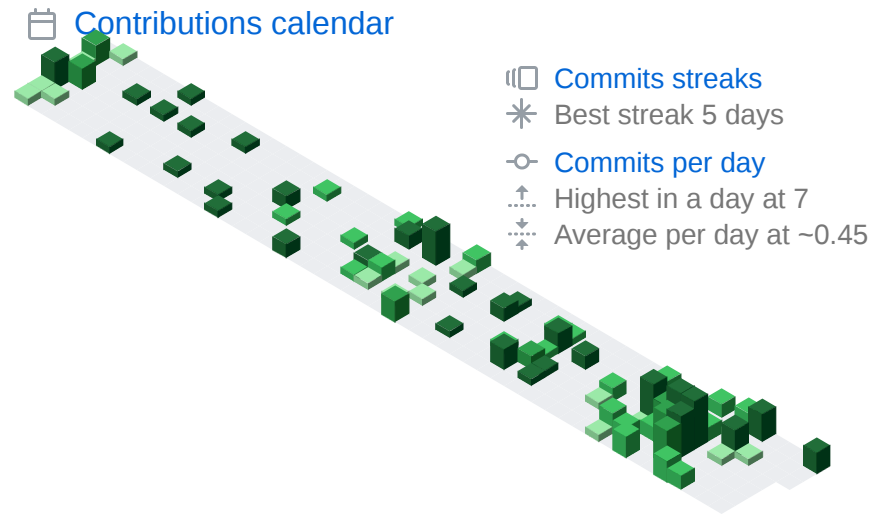 Contributions calendar
Commits streaks
Best streak 5 days
Commits per day
Highest in a day at 7
Average per day at ~0.45